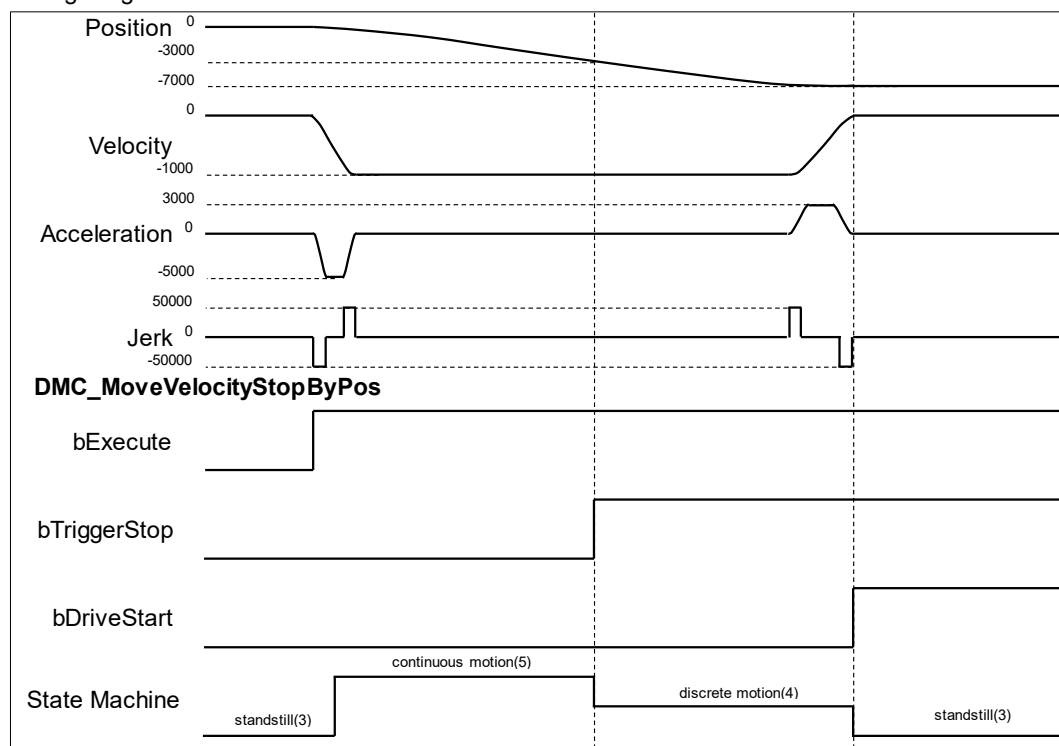 Position 0
-3000
-7000
0
Velocity
-1000
3000
Acceleration 0
-5000
50000
Jerk 0
-50000
DMC_MoveVelocityStopByPos
bExecute
bTriggerStop
bDriveStart
continuous motion(5)
State Machine
discrete motion(4)
standstill(3)
standstill(3)